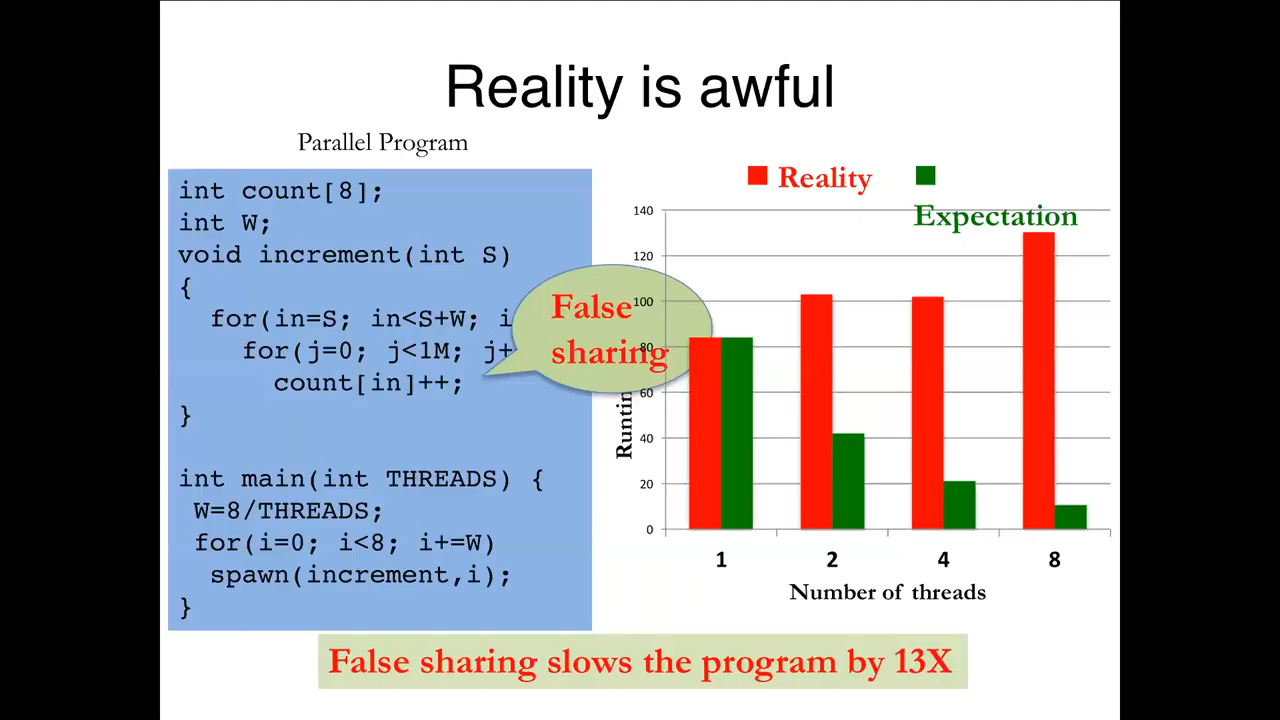 Reality is awful
Parallel Program
int count[8];
int W;
void increment(int S)
{
for(in=S; in<S+W; i
for(j=0; j<1M; j+
count[in]++;
}
int main(int THREADS) {
W=8/THREADS;
for(i=0; i<8; i+=W)
spawn(increment,i);
}
False
sharing
Reality
Expectation
140
120
100
80
60
40
20
0
1 2 4 8
Number of threads
False sharing slows the program by 13X